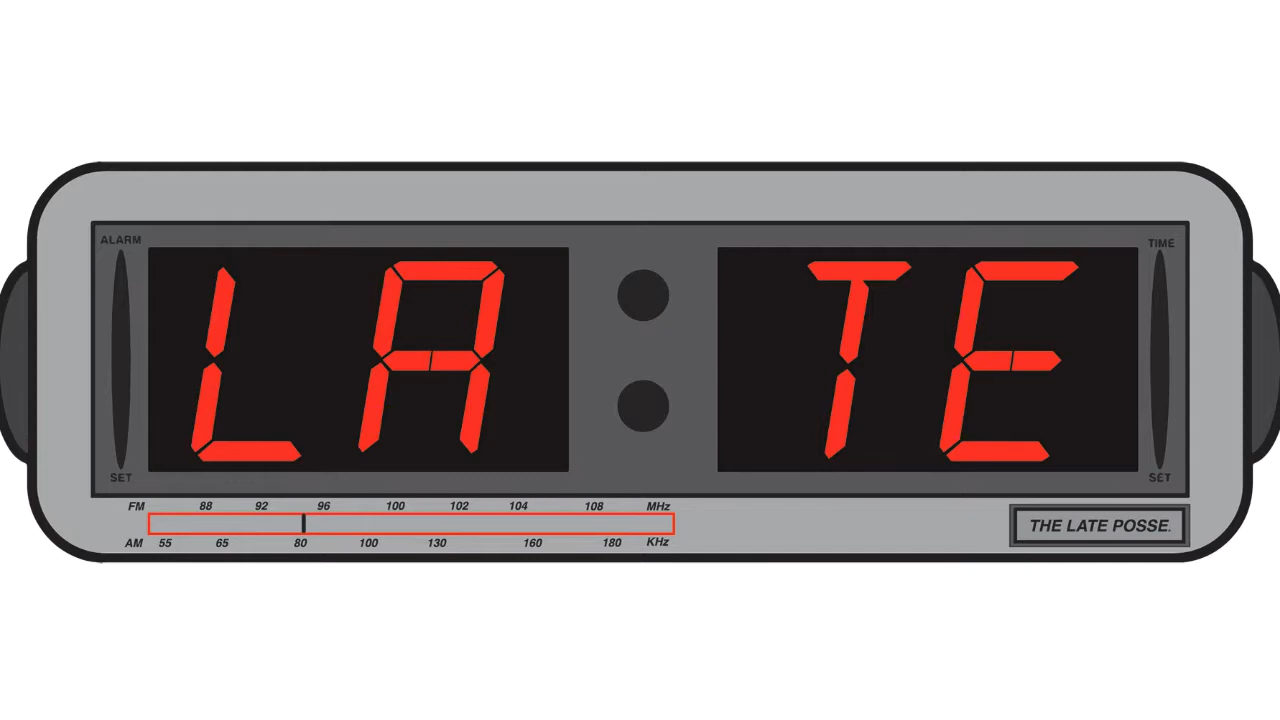 ALARM
TIME
LA TE
SET
SET
FM 88 92 96 100 102 104 108 MHz
AM 55 65 80 100 130 160 180 KHz
THE LATE POSSE.